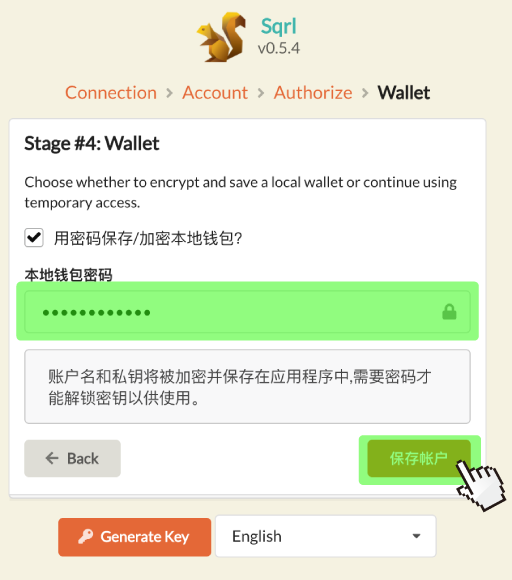 Sqrl
v0.5.4
Connection > Account > Authorize > Wallet
Stage #4: Wallet
Choose whether to encrypt and save a local wallet or continue using
temporary access.
用密码保存/加密本地钱包?
本地钱包密码
••••••••••••
账户名和私钥将被加密并保存在应用程序中,需要密码才
能解锁密钥以供使用。
← Back
保存帐户
Generate Key
English